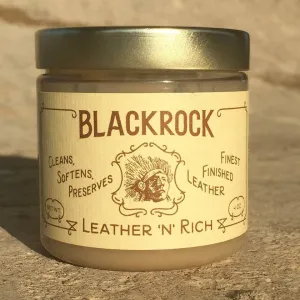 BLACKROCK
CLEANS,
SOFTENS,
PRESERVES
FINEST
FINISHED
LEATHER.
LEATHER 'N' RICH